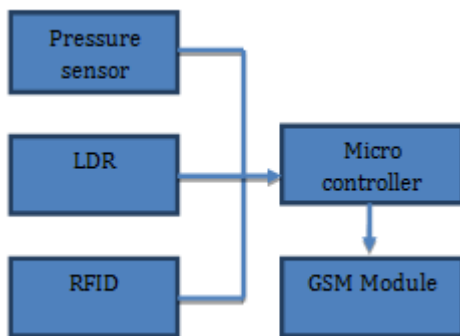 Pressure
sensor
LDR
Micro
controller
RFID
GSM Module